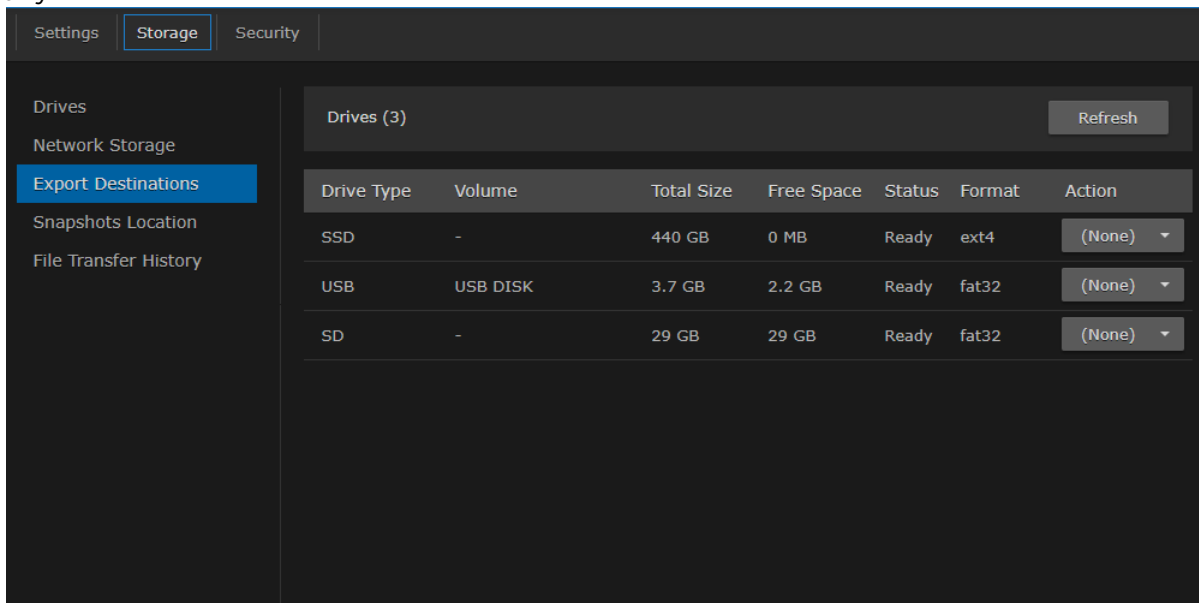 Settings Storage Security
Drives
Network Storage
Export Destinations
Snapshots Location
File Transfer History
Drives (3) Refresh
Drive Type Volume Total Size Free Space Status Format Action
SSD - 440 GB 0 MB Ready ext4 (None)
USB USB DISK 3.7 GB 2.2 GB Ready fat32 (None)
SD - 29 GB 29 GB Ready fat32 (None)